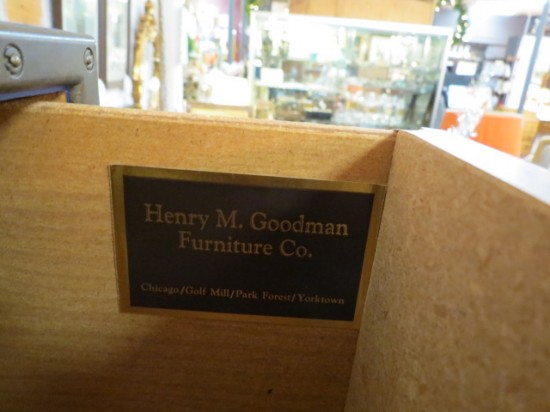 Henry M. Goodman
Furniture Co.
Chicago/Golf Mill/Park Forest/Yorktown